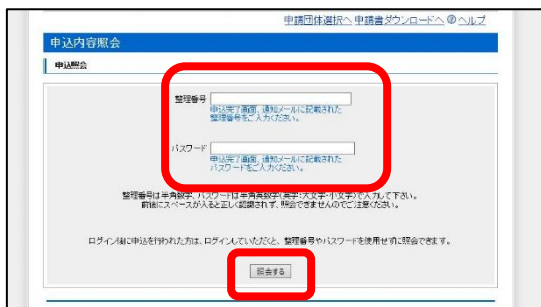 申請団体選択へ 申請書ダウンロードへ ヘルプ
申込内容照会
申込照会
整理番号
申込完了画面、通知メールに記載された
整理番号をご入力ください。
パスワード
申込完了画面、通知メールに記載された
パスワードをご入力ください。
整理番号は半角数字、パスワードは半角英数字(英字:大文字・小文字)で入力して下さい。
前後にスペースが入ると正しく認識されず、照会できませんのでご注意ください。
ログイン後に申込を行われた方は、ログインしていただくと、整理番号やパスワードを使用せずに照会できます。
照会する